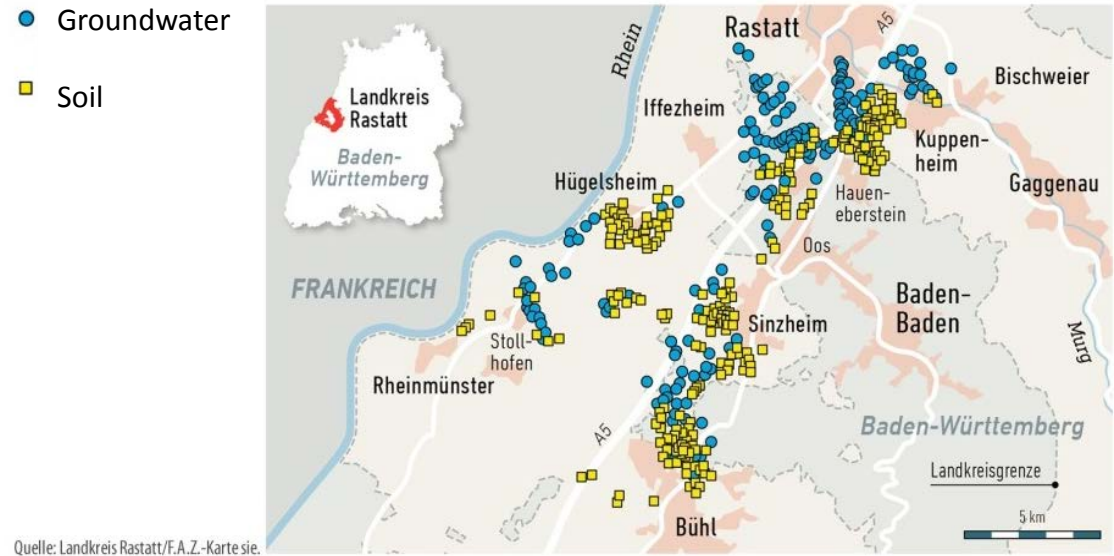 Groundwater
Soil
Landkreis
Rastatt
Baden-
Württemberg
Rhein
Rastatt
A5
Bischweier
Iffezheim
Kuppen-
heim
Hügelsheim
Gaggenau
Hauen-
eberstein
Oos
FRANKREICH
Baden-
Baden
Sinzheim
Stoll-
hofen
Murg
Rheinmünster
Baden-Württemberg
A5
Landkreisgrenze
Bühl
5 km
Quelle: Landkreis Rastatt/F.A.Z.-Karte sie.